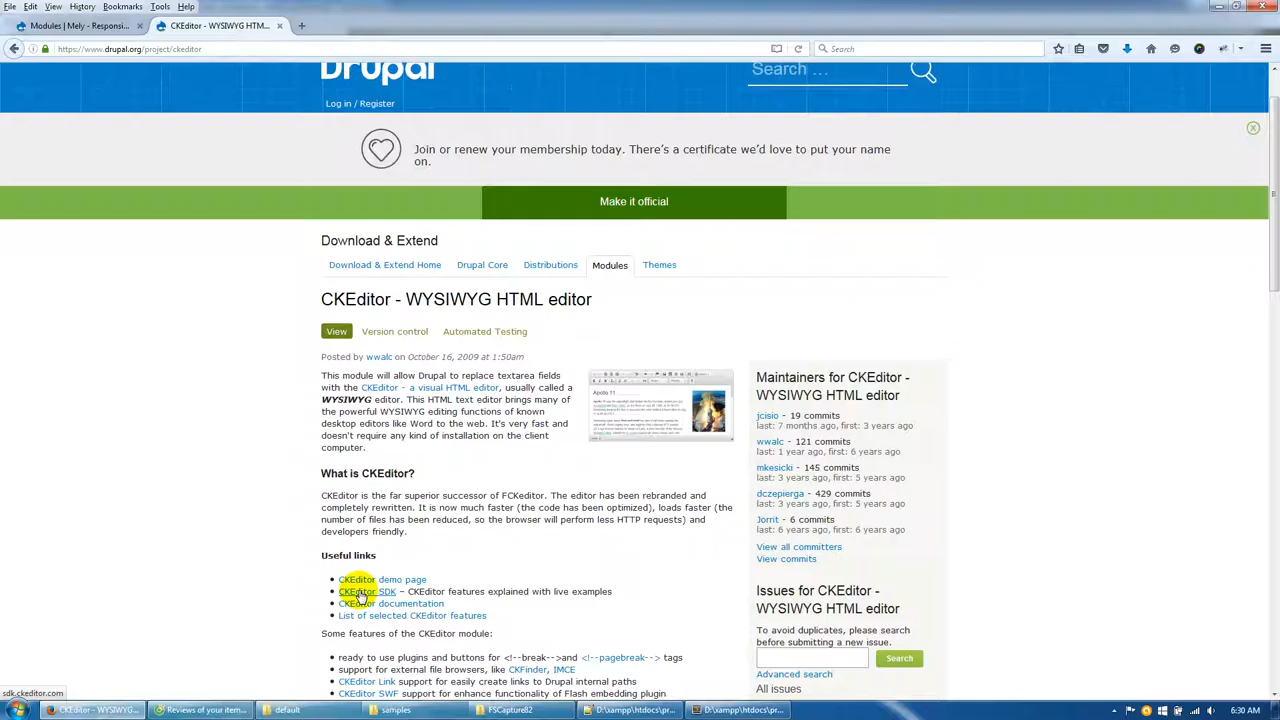 File Edit View History Bookmarks Tools Help
Modules | Mely - Responsi...
CKEditor - WYSIWYG HTM...
https://www.drupal.org/project/ckeditor
Search
Drupal
Search ...
Log in / Register
Join or renew your membership today. There's a certificate we'd love to put your name
on.
Make it official
Download & Extend
Download & Extend Home Drupal Core Distributions Modules Themes
CKEditor - WYSIWYG HTML editor
View Version control Automated Testing
Posted by wwalc on October 16, 2009 at 1:50am
This module will allow Drupal to replace textarea fields
with the CKEditor - a visual HTML editor, usually called a
WYSIWYG editor. This HTML text editor brings many of
the powerful WYSIWYG editing functions of known
desktop editors like Word to the web. It's very fast and
doesn't require any kind of installation on the client
computer.
Apollo 11
What is CKEditor?
CKEditor is the far superior successor of FCKeditor. The editor has been rebranded and
completely rewritten. It is now much faster (the code has been optimized), loads faster (the
number of files has been reduced, so the browser will perform less HTTP requests) and
developers friendly.
Useful links
CKEditor demo page
CKEditor SDK – CKEditor features explained with live examples
CKEditor documentation
List of selected CKEditor features
Some features of the CKEditor module:
ready to use plugins and buttons for <!--break-->and <!--pagebreak--> tags
support for external file browsers, like CKFinder, IMCE
CKEditor Link support for easily create links to Drupal internal paths
CKEditor SWF support for enhance functionality of Flash embedding plugin
Maintainers for CKEditor -
WYSIWYG HTML editor
jcisio - 19 commits
last: 7 months ago, first: 3 years ago
wwalc - 121 commits
last: 1 year ago, first: 6 years ago
mkesicki - 145 commits
last: 3 years ago, first: 5 years ago
dczepierga - 429 commits
last: 3 years ago, first: 5 years ago
Jorrit - 6 commits
last: 6 years ago, first: 6 years ago
View all committers
View commits
Issues for CKEditor -
WYSIWYG HTML editor
To avoid duplicates, please search
before submitting a new issue.
Search
Advanced search
All issues
sdk.ckeditor.com
CKEditor - WYSIWYG...
Reviews of your item...
default
samples
FSCapture82
D:\xampp\htdocs\pr...
D:\xampp\htdocs\pr...
6:30 AM